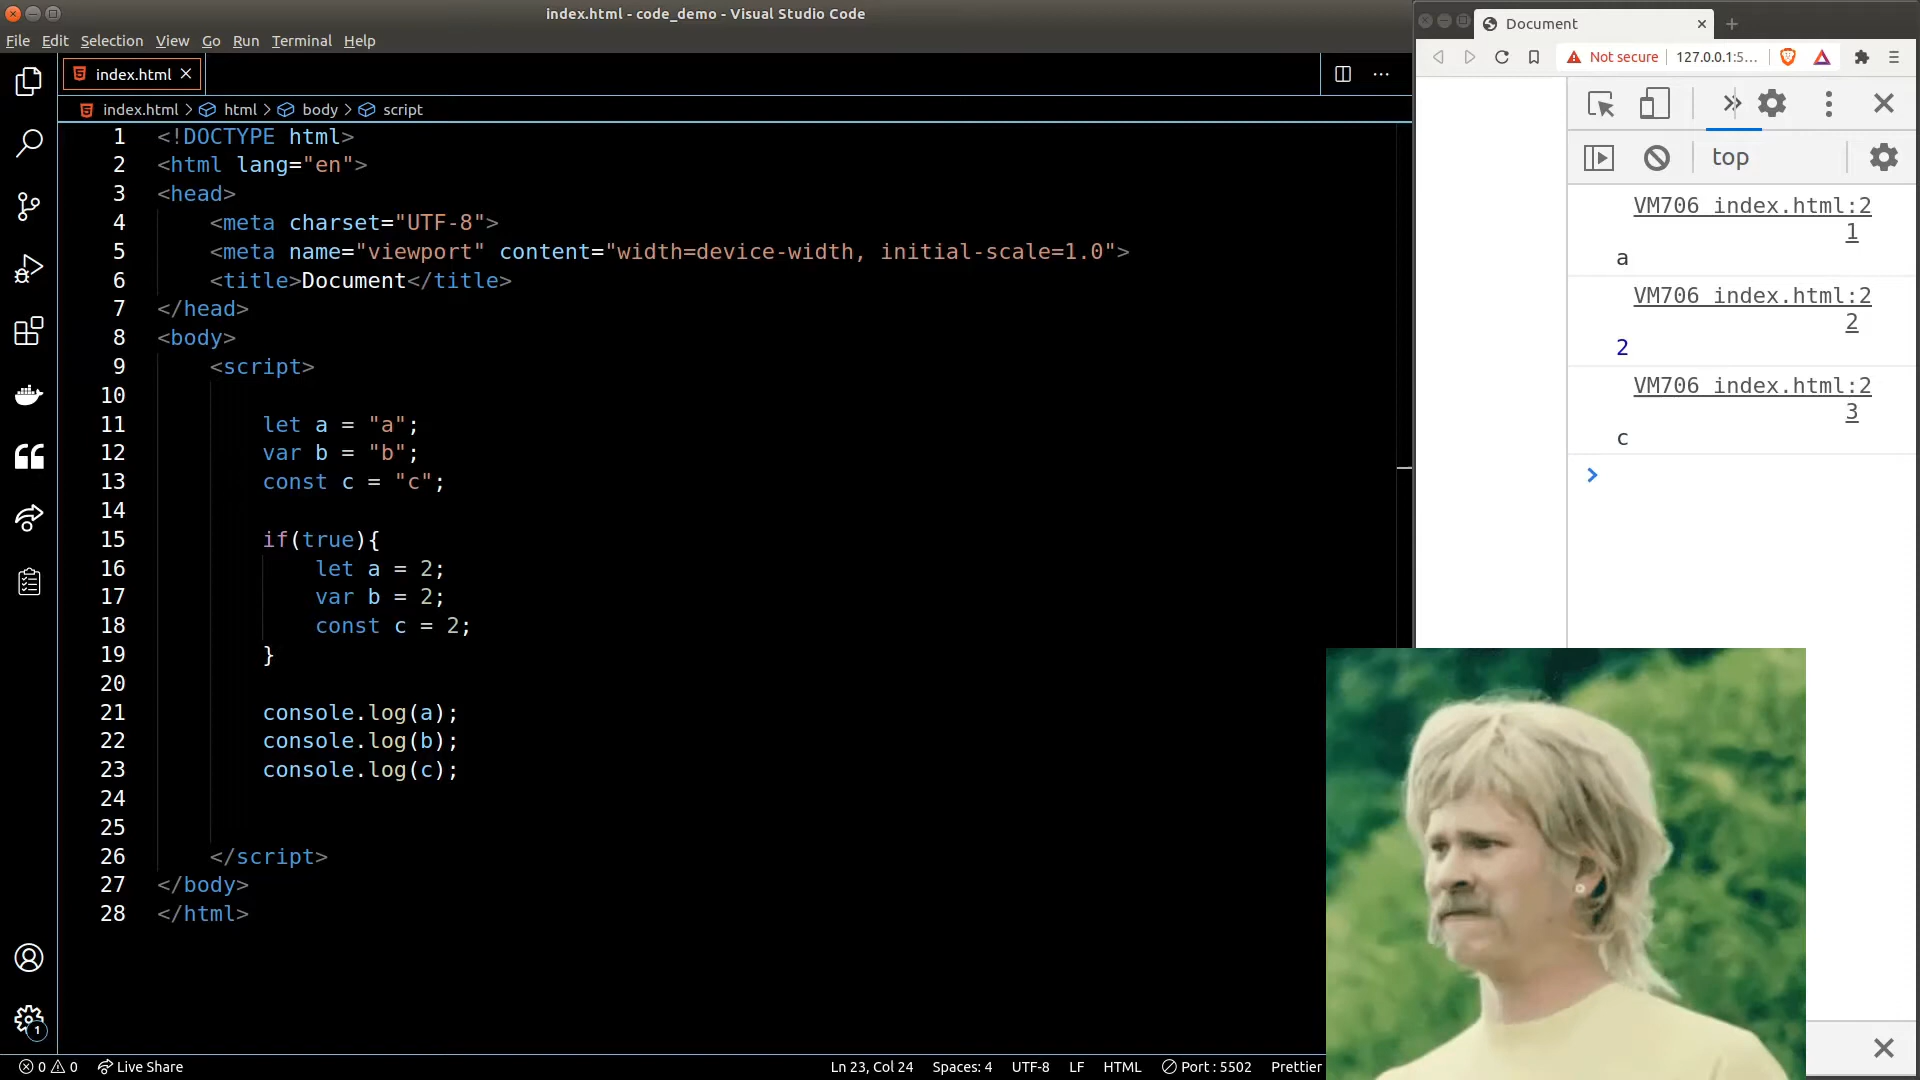 index.html - code_demo - Visual Studio Code
File Edit Selection View Go Run Terminal Help
index.html
index.html > html > body > script
1 <!DOCTYPE html>
2 <html lang="en">
3 <head>
4     <meta charset="UTF-8">
5     <meta name="viewport" content="width=device-width, initial-scale=1.0">
6     <title>Document</title>
7 </head>
8 <body>
9     <script>
10
11         let a = "a";
12         var b = "b";
13         const c = "c";
14
15         if(true){
16             let a = 2;
17             var b = 2;
18             const c = 2;
19         }
20
21         console.log(a);
22         console.log(b);
23         console.log(c);
24
25
26     </script>
27 </body>
28 </html>
1
0 0 Live Share Ln 23, Col 24 Spaces: 4 UTF-8 LF HTML Port : 5502 Prettier
Document
Not secure 127.0.0.1:5...
top
VM706 index.html:2
1
a
VM706 index.html:2
2
2
VM706 index.html:2
3
c